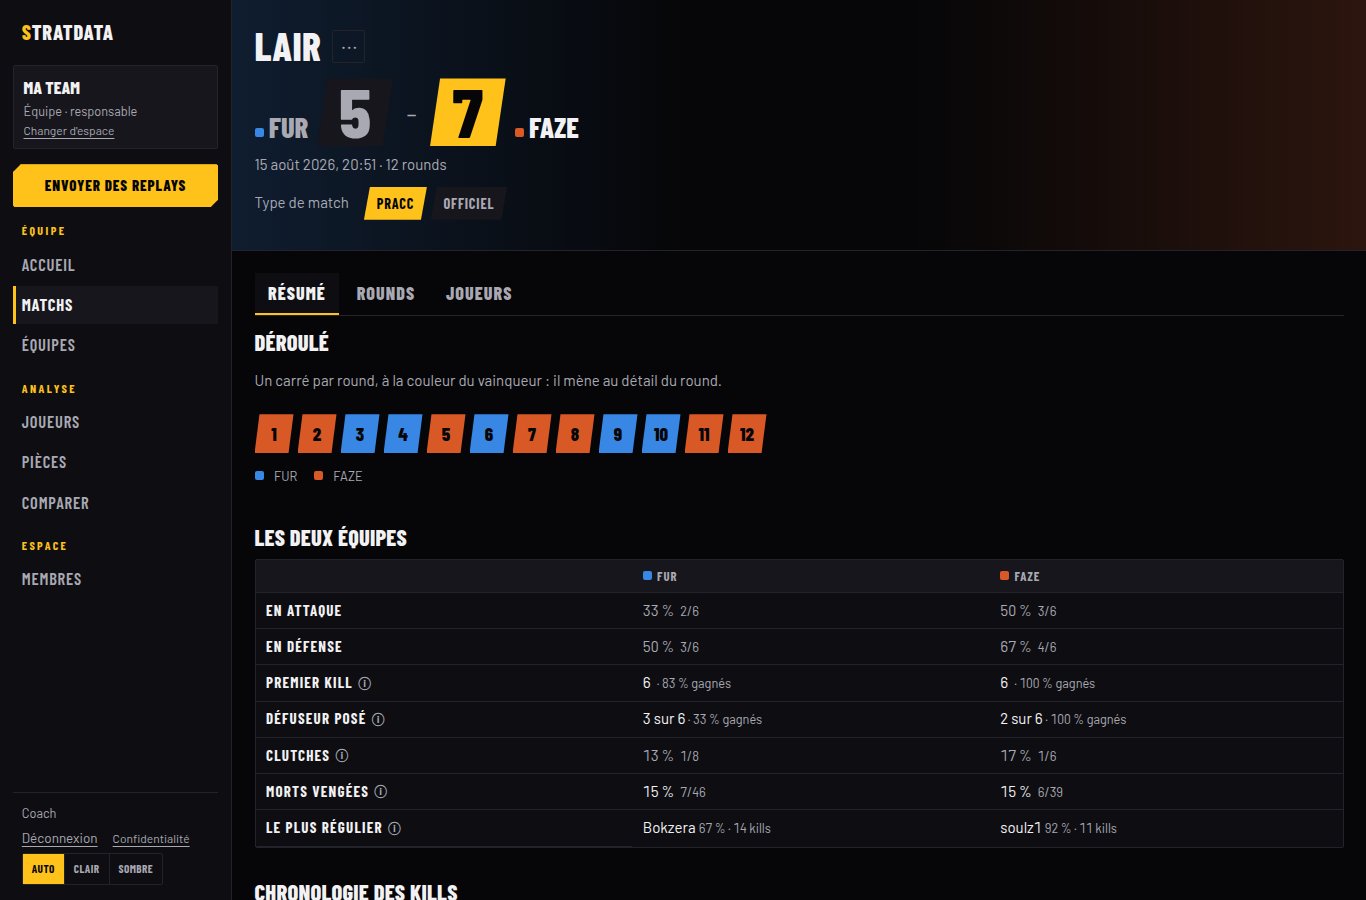 STRATDATA
MA TEAM
Équipe · responsable
Changer d'espace
ENVOYER DES REPLAYS
ÉQUIPE
ACCUEIL
MATCHS
ÉQUIPES
ANALYSE
JOUEURS
PIÈCES
COMPARER
ESPACE
MEMBRES
Coach
Déconnexion Confidentialité
AUTO CLAIR SOMBRE
LAIR ...
FUR 5 – 7 FAZE
15 août 2026, 20:51 · 12 rounds
Type de match PRACC OFFICIEL
RÉSUMÉ ROUNDS JOUEURS
DÉROULÉ
Un carré par round, à la couleur du vainqueur : il mène au détail du round.
1 2 3 4 5 6 7 8 9 10 11 12
FUR FAZE
LES DEUX ÉQUIPES
FUR FAZE
EN ATTAQUE 33 % 2/6 50 % 3/6
EN DÉFENSE 50 % 3/6 67 % 4/6
PREMIER KILL ⓘ 6 · 83 % gagnés 6 · 100 % gagnés
DÉFUSEUR POSÉ ⓘ 3 sur 6 · 33 % gagnés 2 sur 6 · 100 % gagnés
CLUTCHES ⓘ 13 % 1/8 17 % 1/6
MORTS VENGÉES ⓘ 15 % 7/46 15 % 6/39
LE PLUS RÉGULIER ⓘ Bokzera 67 % · 14 kills soulz1 92 % · 11 kills
CHRONOLOGIE DES KILLS